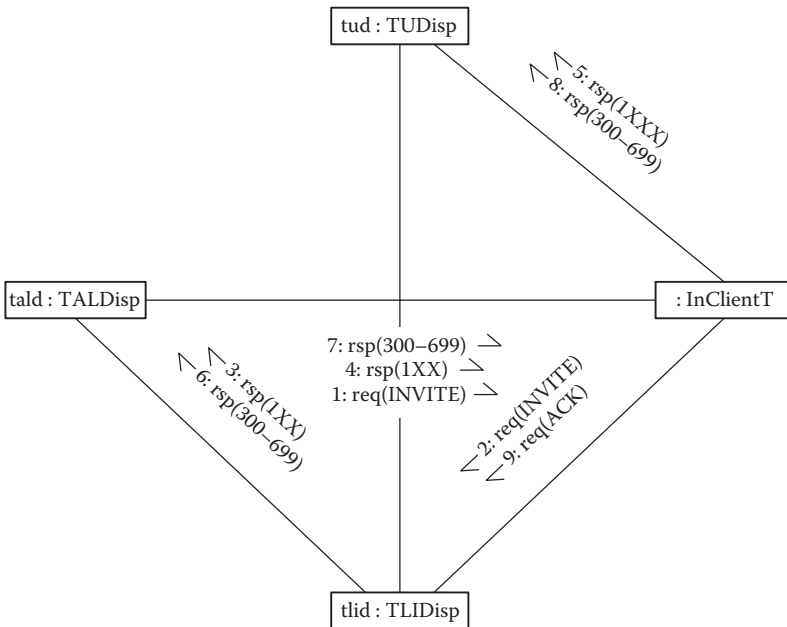 tud : TUDisp
5: rsp(1XXX)
8: rsp(300–699)
tald : TALDisp
: InClientT
7: rsp(300–699)
4: rsp(1XX)
1: req(INVITE)
3: rsp(1XX)
6: rsp(300–699)
2: req(INVITE)
9: req(ACK)
tlid : TLIDisp